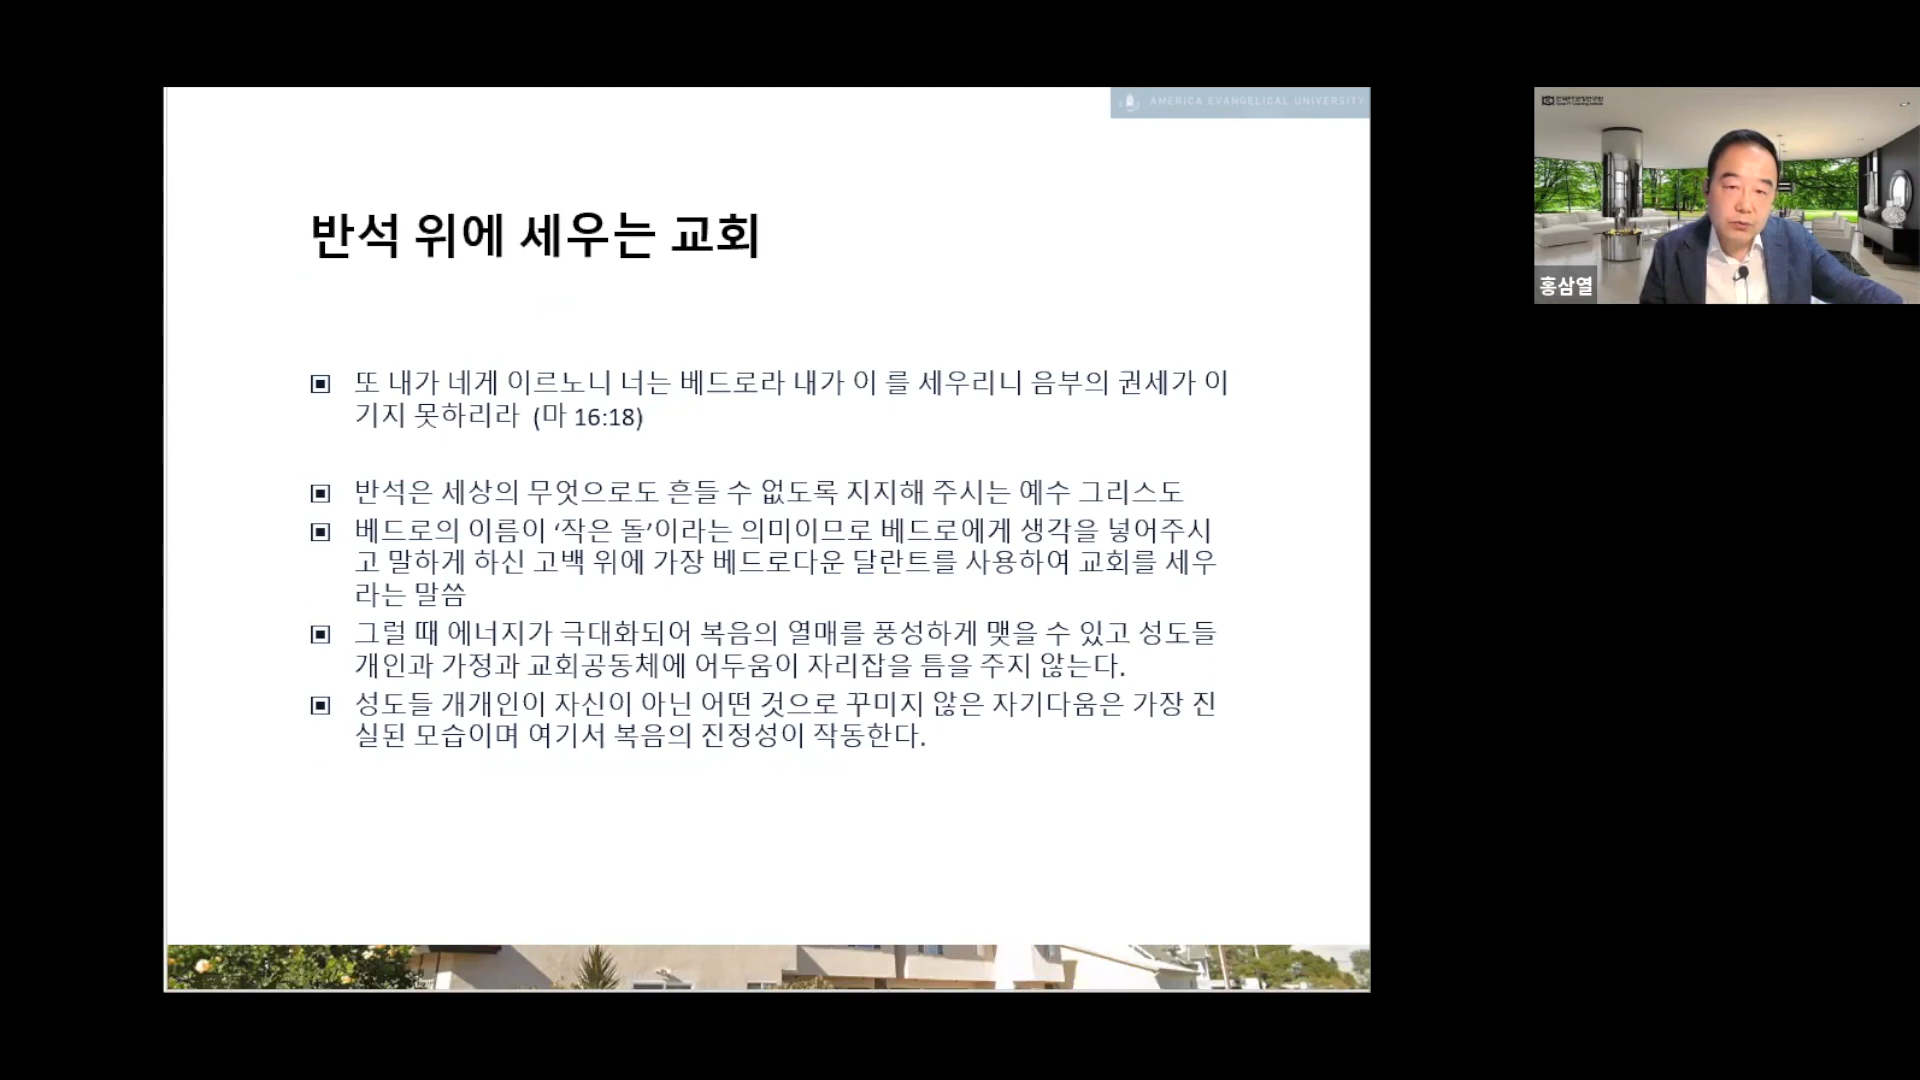 AMERICA EVANGELICAL UNIVERSITY
반석 위에 세우는 교회
또 내가 네게 이르노니 너는 베드로라 내가 이 를 세우리니 음부의 권세가 이
기지 못하리라 (마 16:18)
반석은 세상의 무엇으로도 흔들 수 없도록 지지해 주시는 예수 그리스도
베드로의 이름이 ‘작은 돌’이라는 의미이므로 베드로에게 생각을 넣어주시
고 말하게 하신 고백 위에 가장 베드로다운 달란트를 사용하여 교회를 세우
라는 말씀
그럴 때 에너지가 극대화되어 복음의 열매를 풍성하게 맺을 수 있고 성도들
개인과 가정과 교회공동체에 어두움이 자리잡을 틈을 주지 않는다.
성도들 개개인이 자신이 아닌 어떤 것으로 꾸미지 않은 자기다움은 가장 진
실된 모습이며 여기서 복음의 진정성이 작동한다.
홍삼열